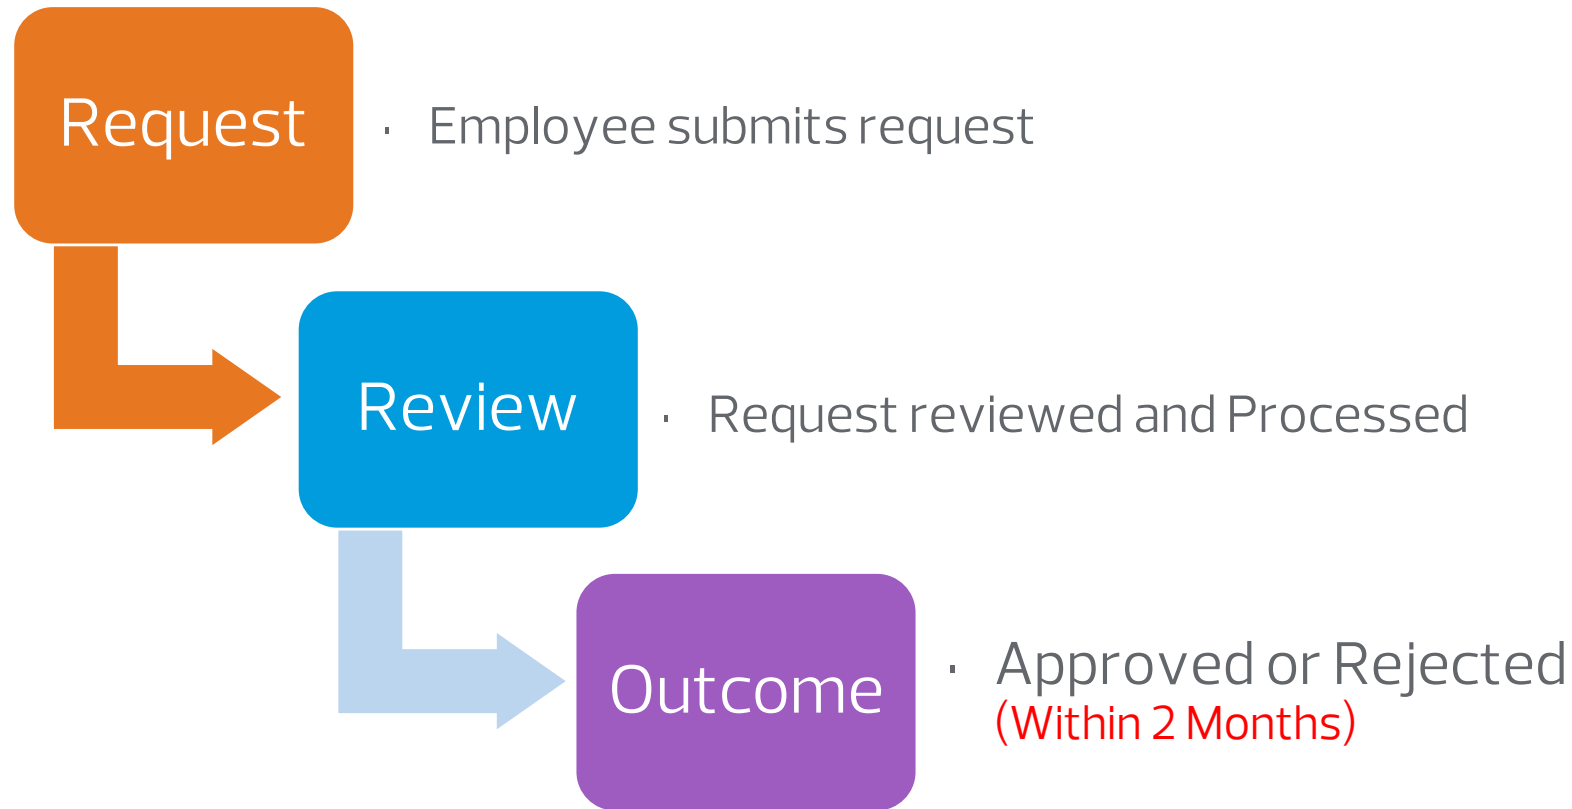 Request
· Employee submits request
Review
· Request reviewed and Processed
Outcome
· Approved or Rejected
(Within 2 Months)